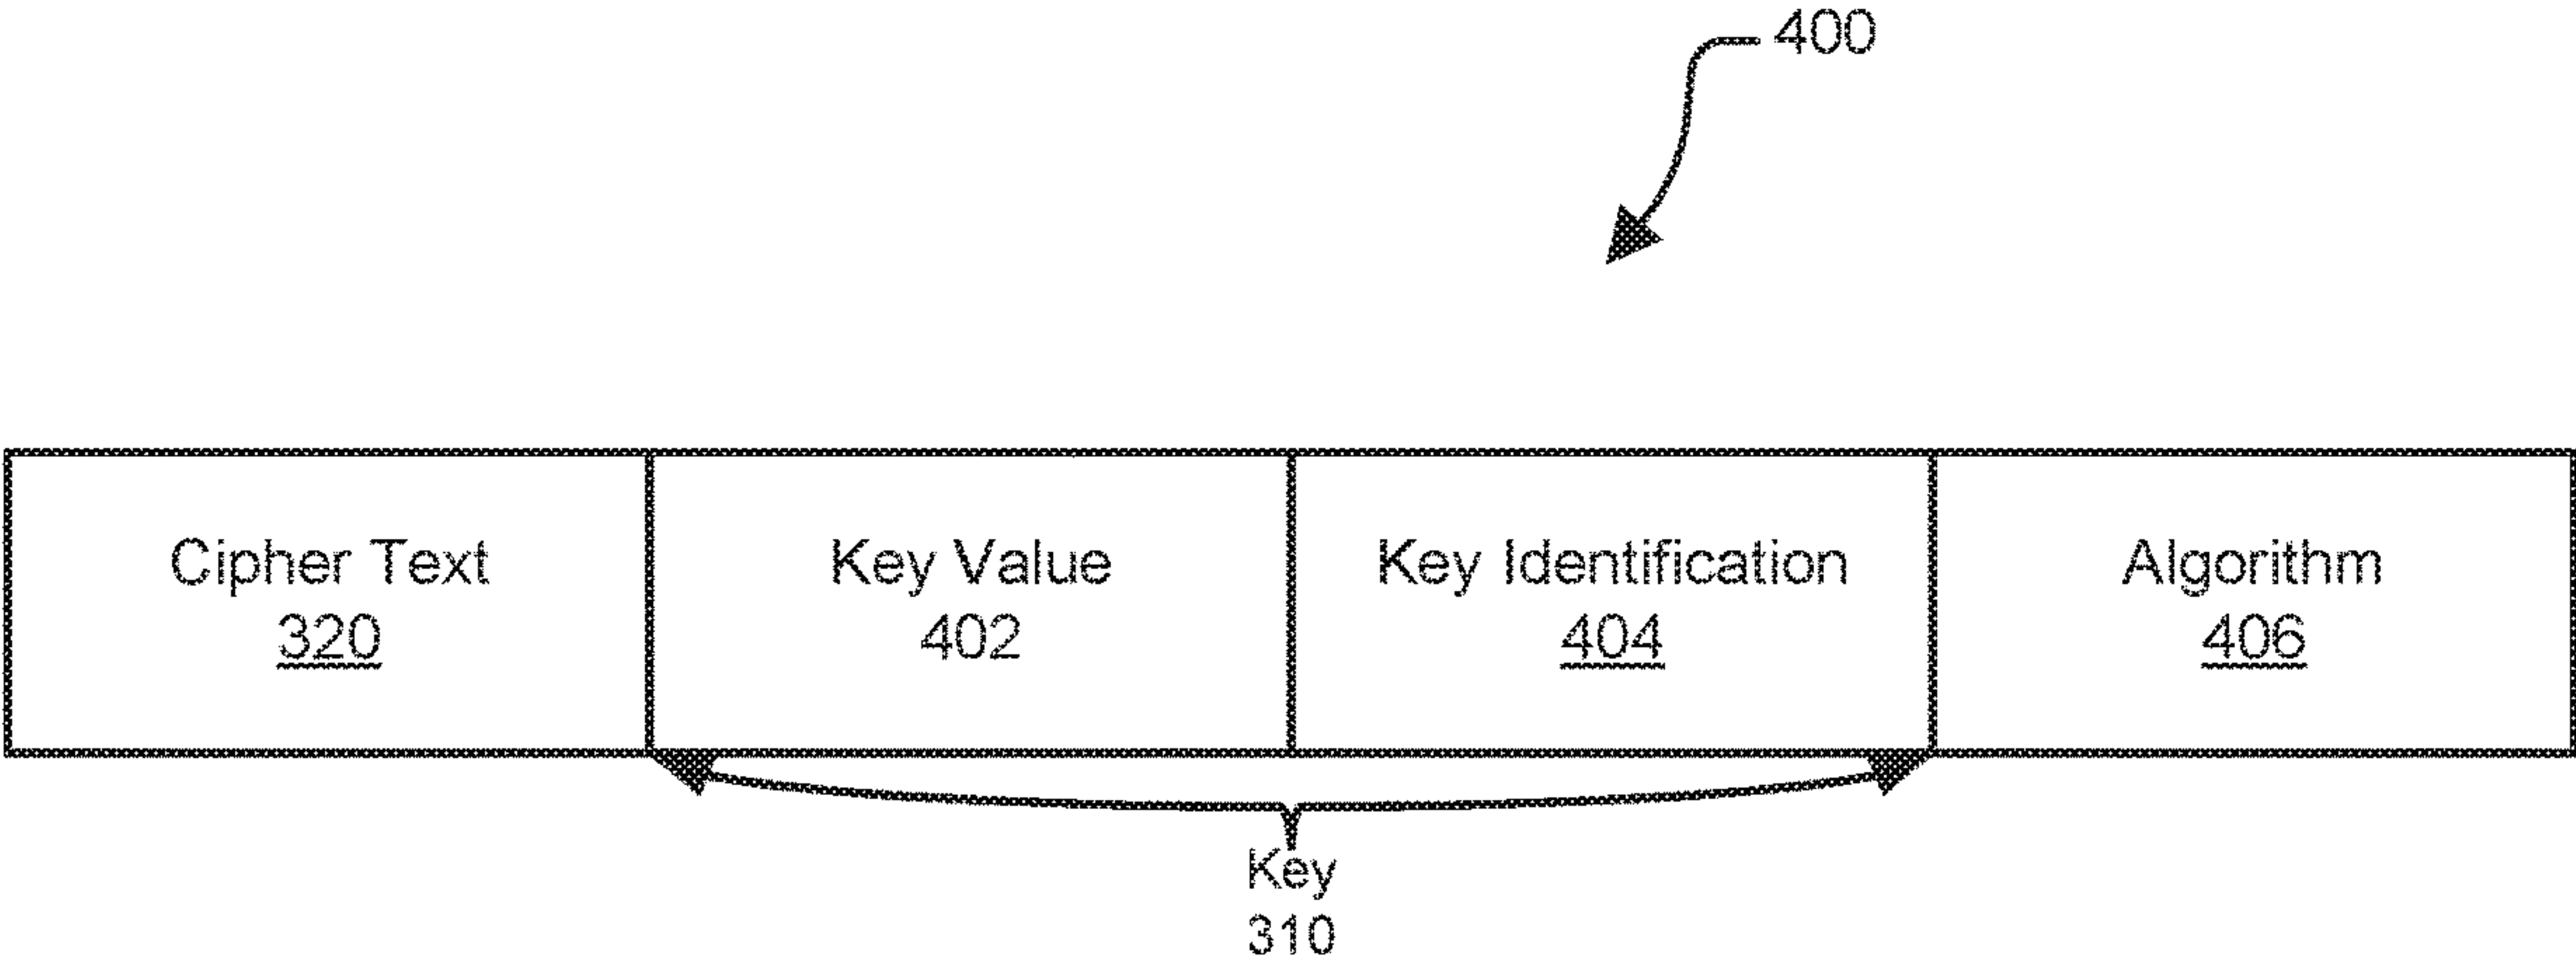 400
Cipher Text
320
Key Value
402
Key Identification
404
Algorithm
406
Key
310